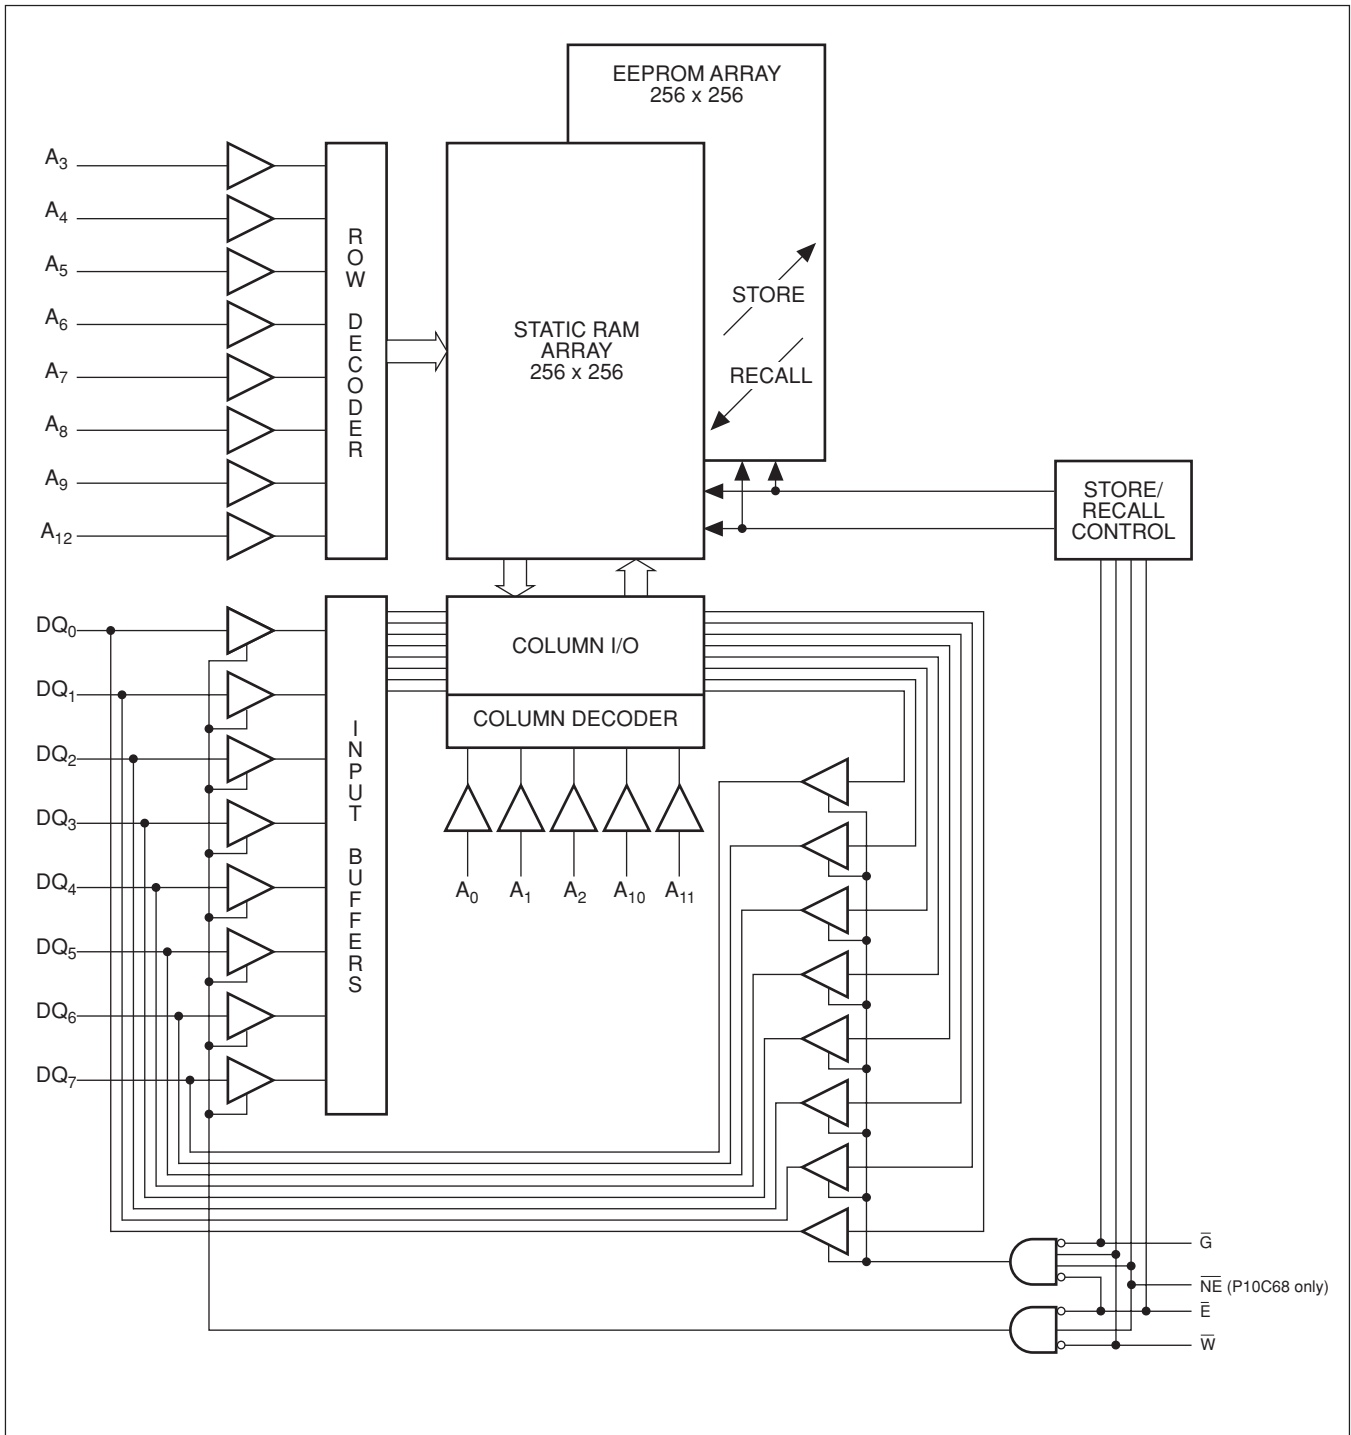 EEPROM ARRAY
256 x 256
A3
A4
A5
A6
A7
A8
A9
A12
ROW DECODER
STATIC RAM
ARRAY
256 x 256
STORE
RECALL
STORE/
RECALL
CONTROL
DQ0
DQ1
DQ2
DQ3
DQ4
DQ5
DQ6
DQ7
INPUT BUFFERS
COLUMN I/O
COLUMN DECODER
A0 A1 A2 A10 A11
G̅
N̅E̅ (P10C68 only)
E̅
W̅